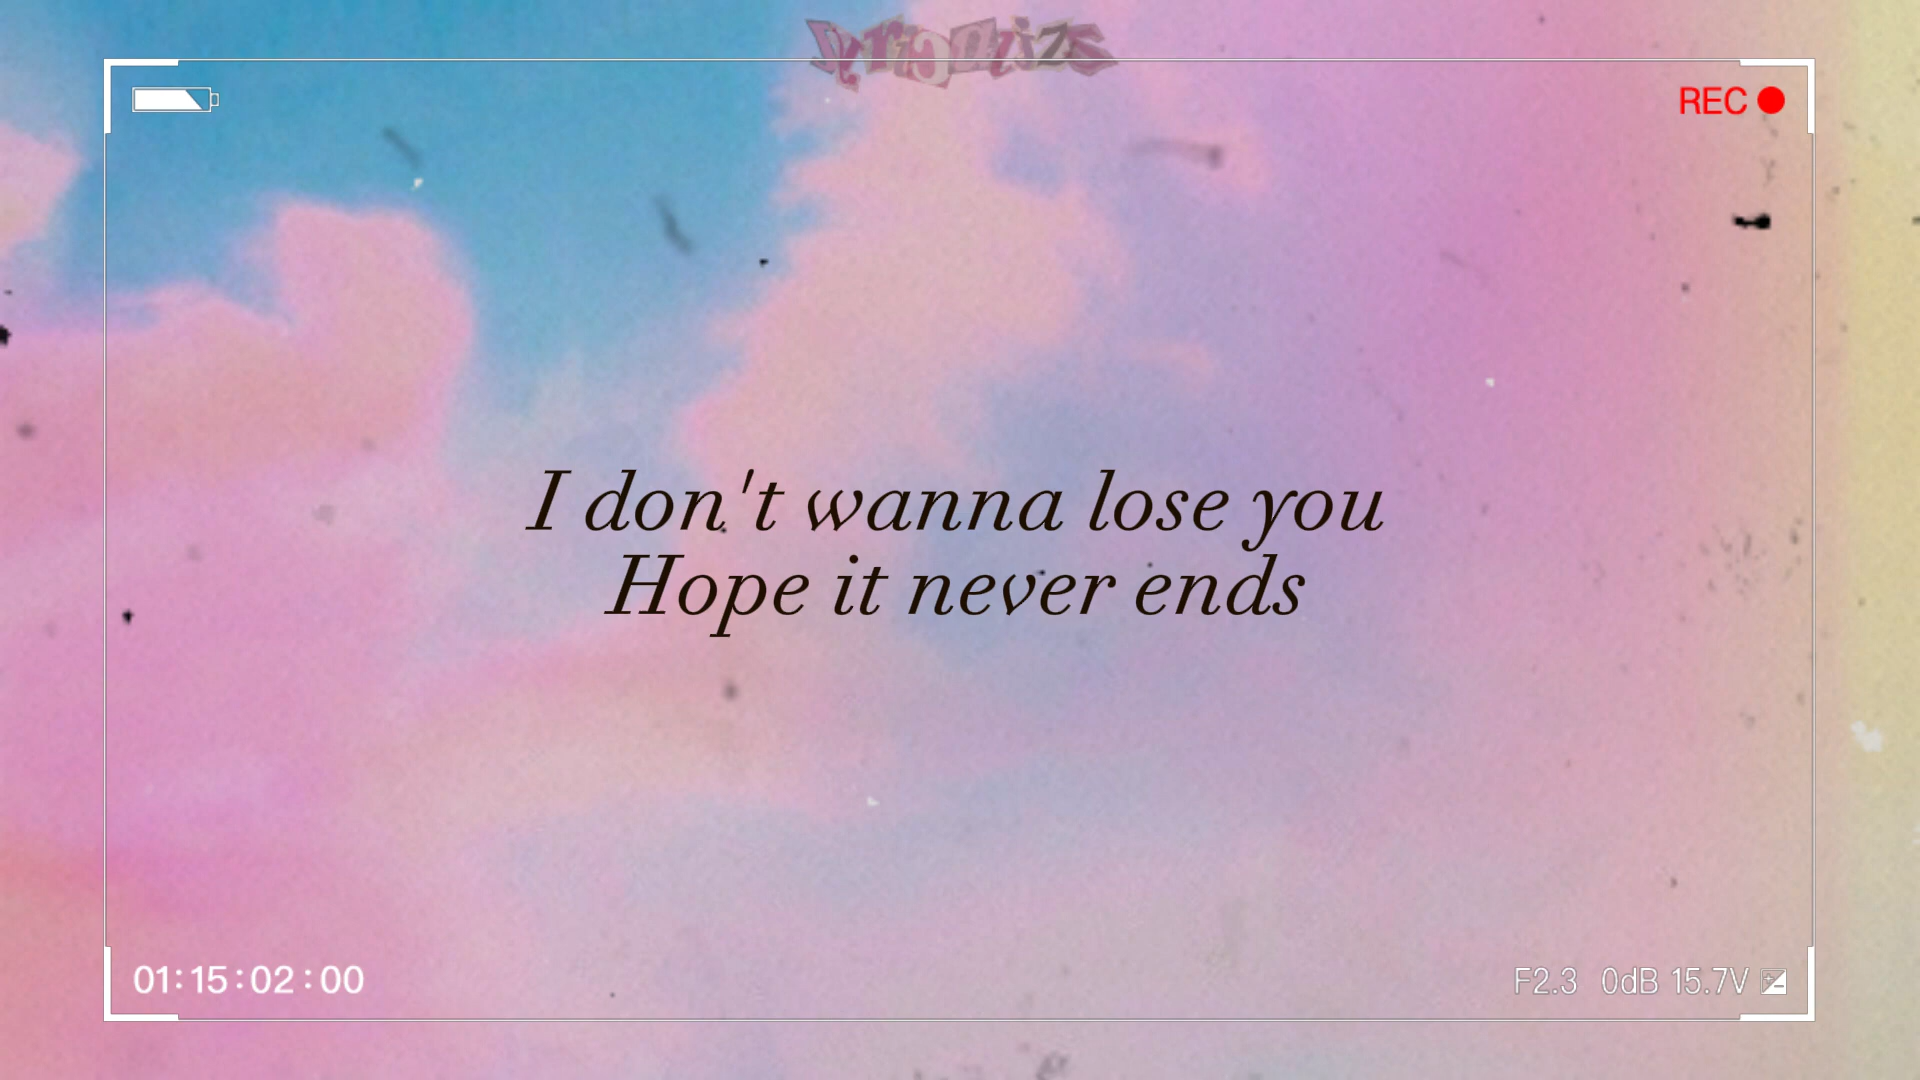 REC
I don't wanna lose you
Hope it never ends
01:15:02:00
F2.3 0dB 15.7V